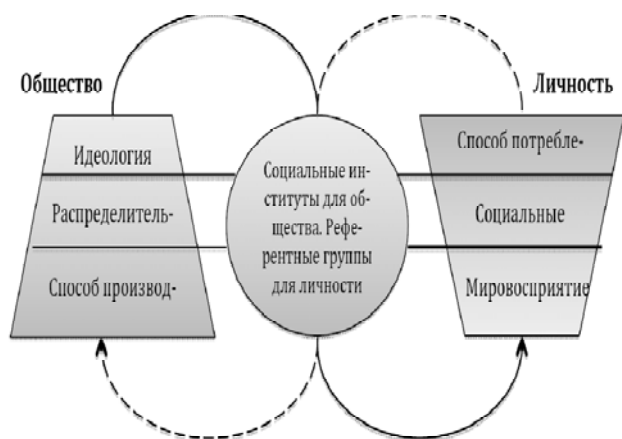 Общество
Личность
Идеология
Распределитель-
Способ производ-
Социальные ин-
ституты для об-
щества. Рефе-
рентные группы
для личности
Способ потребле-
Социальные
Мировосприятие